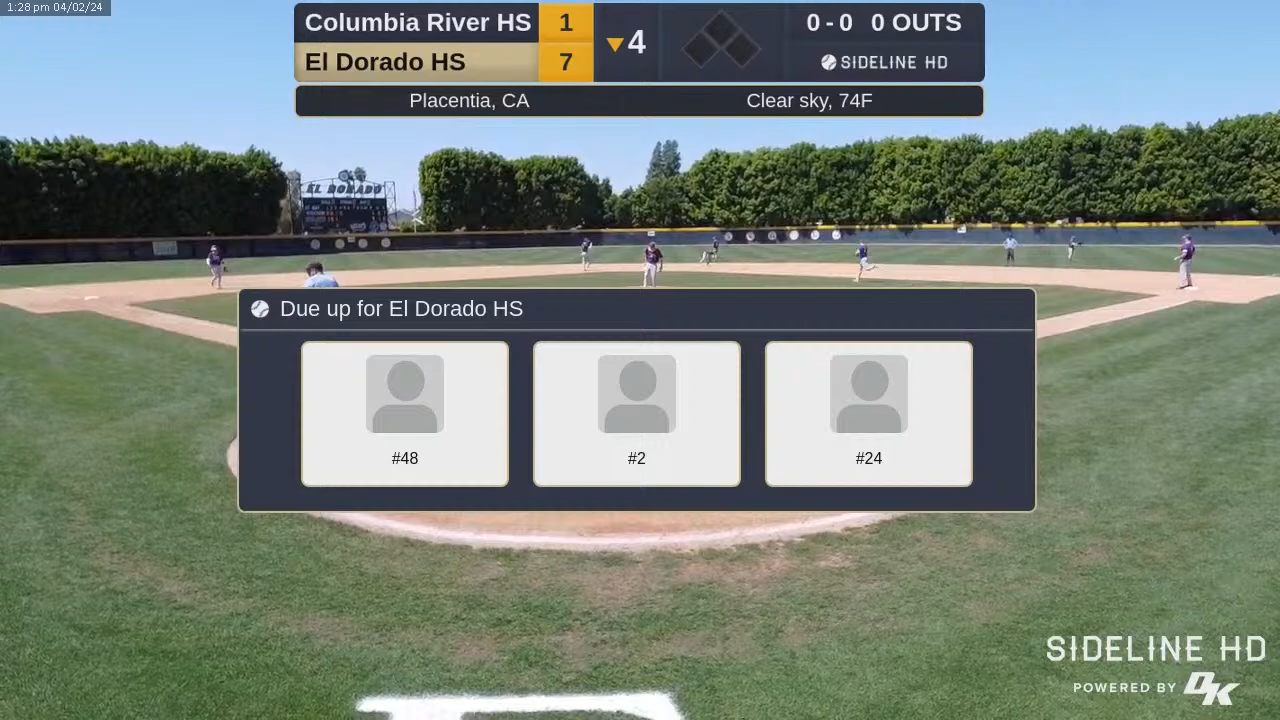 1:28 pm 04/02/24
Columbia River HS 1
El Dorado HS 7
4
0 - 0 0 OUTS
SIDELINE HD
Placentia, CA Clear sky, 74F
EL DORADO
Due up for El Dorado HS
#48 #2 #24
SIDELINE HD
POWERED BY DK